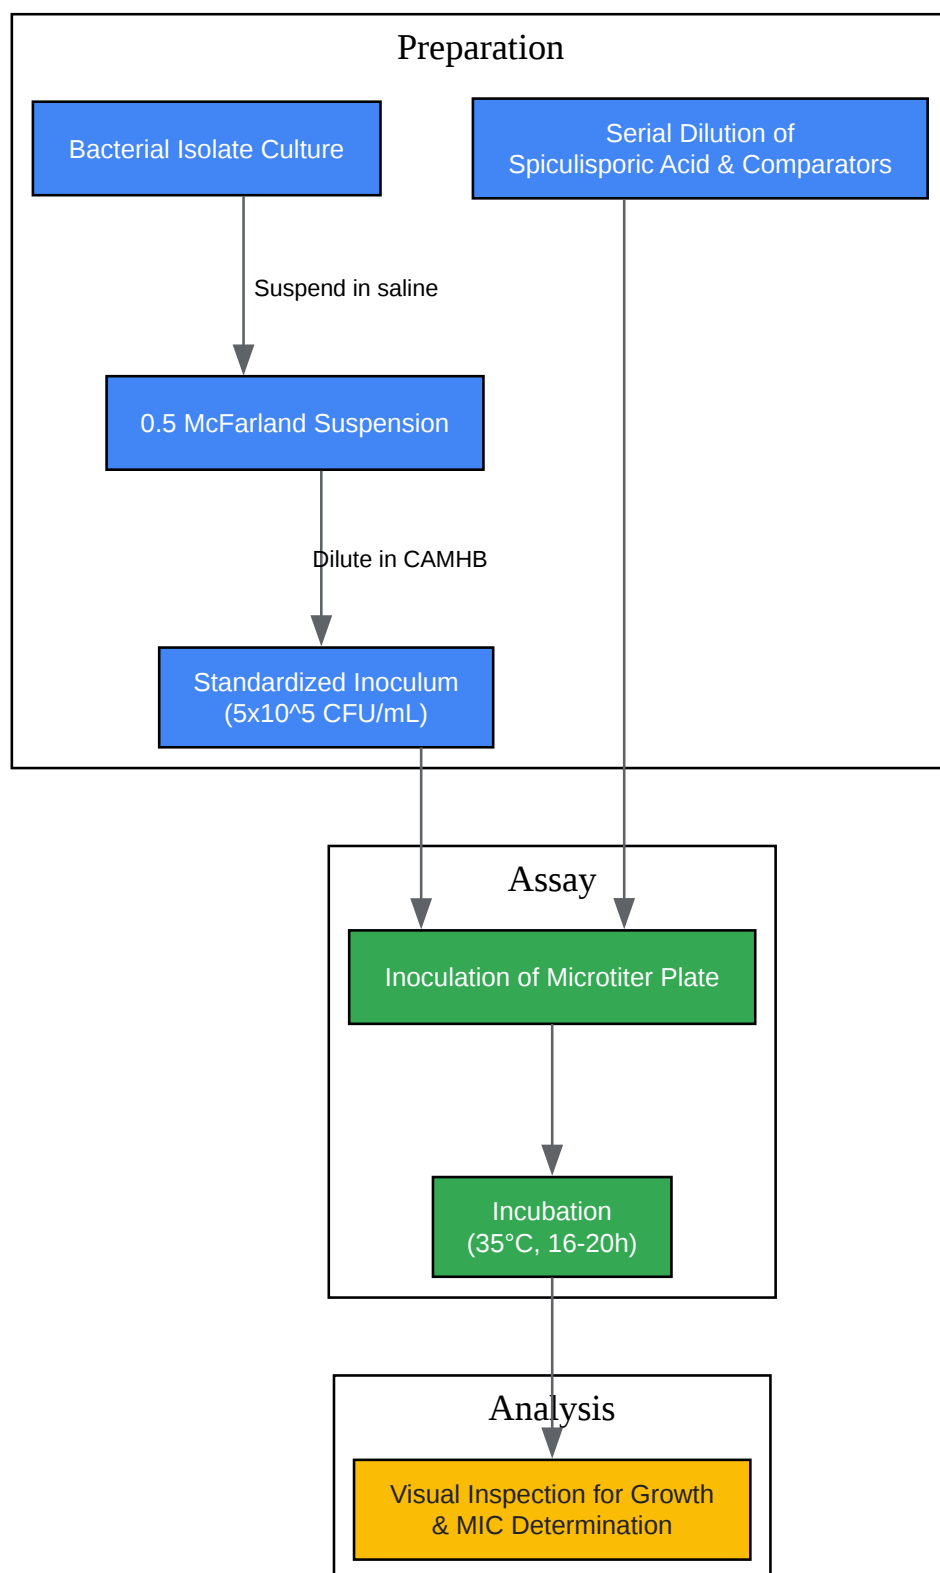 Preparation
Bacterial Isolate Culture
Serial Dilution of
Spiculisporic Acid & Comparators
Suspend in saline
0.5 McFarland Suspension
Dilute in CAMHB
Standardized Inoculum
(5x10^5 CFU/mL)
Assay
Inoculation of Microtiter Plate
Incubation
(35°C, 16-20h)
Analysis
Visual Inspection for Growth
& MIC Determination